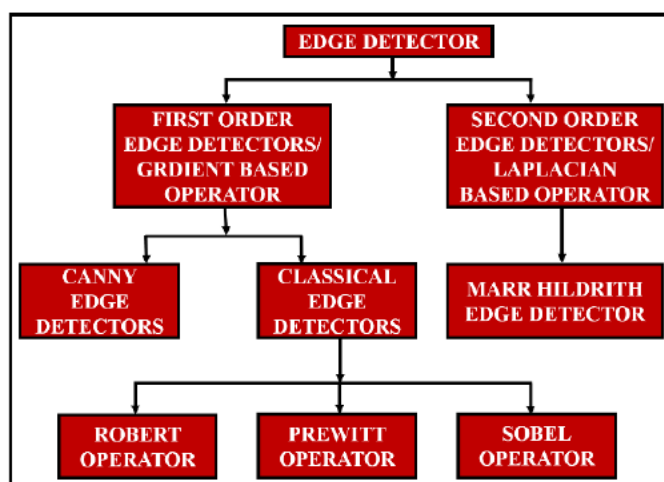 EDGE DETECTOR
FIRST ORDER
EDGE DETECTORS/
GRDIENT BASED
OPERATOR
SECOND ORDER
EDGE DETECTORS/
LAPLACIAN
BASED OPERATOR
CANNY
EDGE
DETECTORS
CLASSICAL
EDGE
DETECTORS
MARR HILDRITH
EDGE DETECTOR
ROBERT
OPERATOR
PREWITT
OPERATOR
SOBEL
OPERATOR